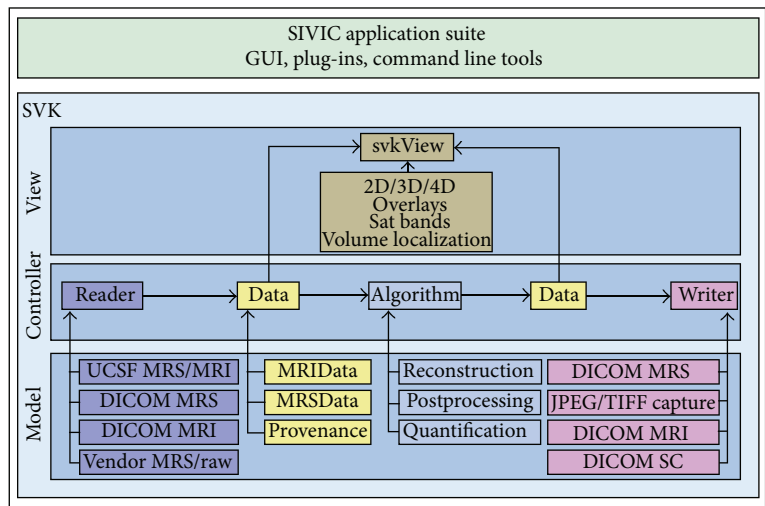 SIVIC application suite
GUI, plug-ins, command line tools
SVK
View
svkView
2D/3D/4D
Overlays
Sat bands
Volume localization
Controller
Reader
Data
Algorithm
Data
Writer
Model
UCSF MRS/MRI
DICOM MRS
DICOM MRI
Vendor MRS/raw
MRIData
MRSData
Provenance
Reconstruction
Postprocessing
Quantification
DICOM MRS
JPEG/TIFF capture
DICOM MRI
DICOM SC